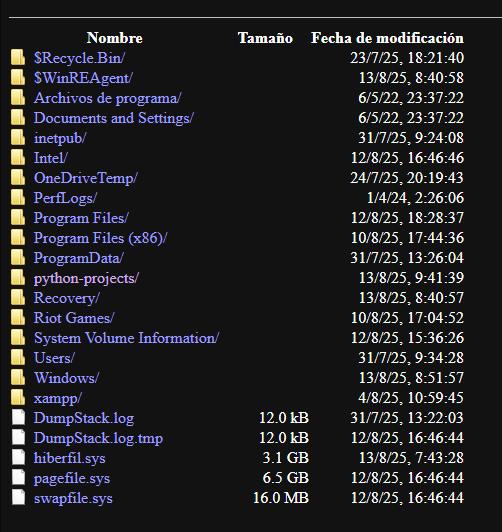 Nombre Tamaño Fecha de modificación
$Recycle.Bin/ 23/7/25, 18:21:40
$WinREAgent/ 13/8/25, 8:40:58
Archivos de programa/ 6/5/22, 23:37:22
Documents and Settings/ 6/5/22, 23:37:22
inetpub/ 31/7/25, 9:24:08
Intel/ 12/8/25, 16:46:46
OneDriveTemp/ 24/7/25, 20:19:43
PerfLogs/ 1/4/24, 2:26:06
Program Files/ 12/8/25, 18:28:37
Program Files (x86)/ 10/8/25, 17:44:36
ProgramData/ 31/7/25, 13:26:04
python-projects/ 13/8/25, 9:41:39
Recovery/ 13/8/25, 8:40:57
Riot Games/ 10/8/25, 17:04:52
System Volume Information/ 12/8/25, 15:36:26
Users/ 31/7/25, 9:34:28
Windows/ 13/8/25, 8:51:57
xampp/ 4/8/25, 10:59:45
DumpStack.log 12.0 kB 31/7/25, 13:22:03
DumpStack.log.tmp 12.0 kB 12/8/25, 16:46:44
hiberfil.sys 3.1 GB 13/8/25, 7:43:28
pagefile.sys 6.5 GB 12/8/25, 16:46:44
swapfile.sys 16.0 MB 12/8/25, 16:46:44